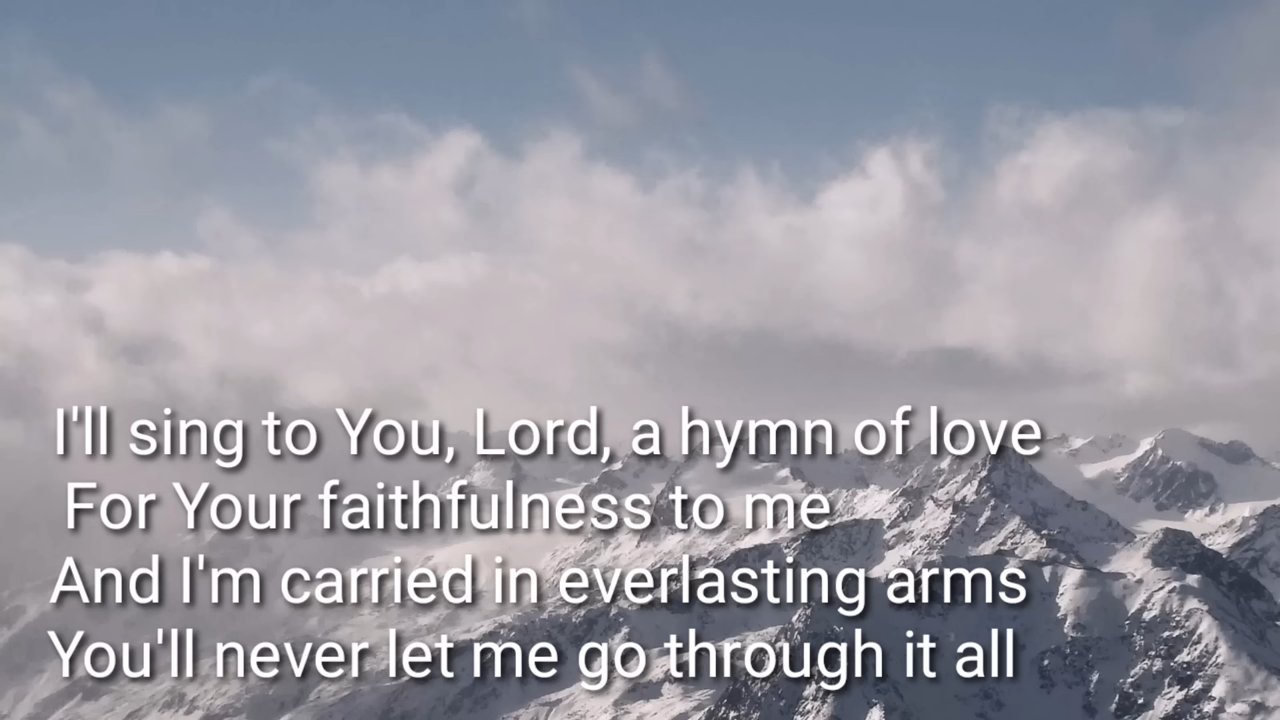 I'll sing to You, Lord, a hymn of love
For Your faithfulness to me
And I'm carried in everlasting arms
You'll never let me go through it all